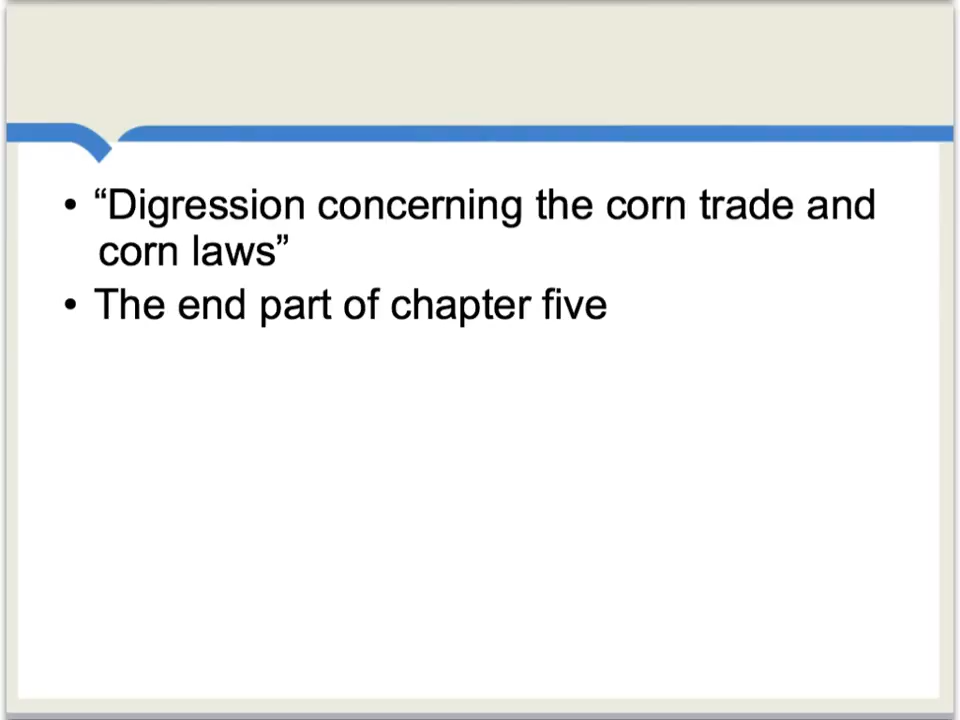 • “Digression concerning the corn trade and
corn laws”
• The end part of chapter five